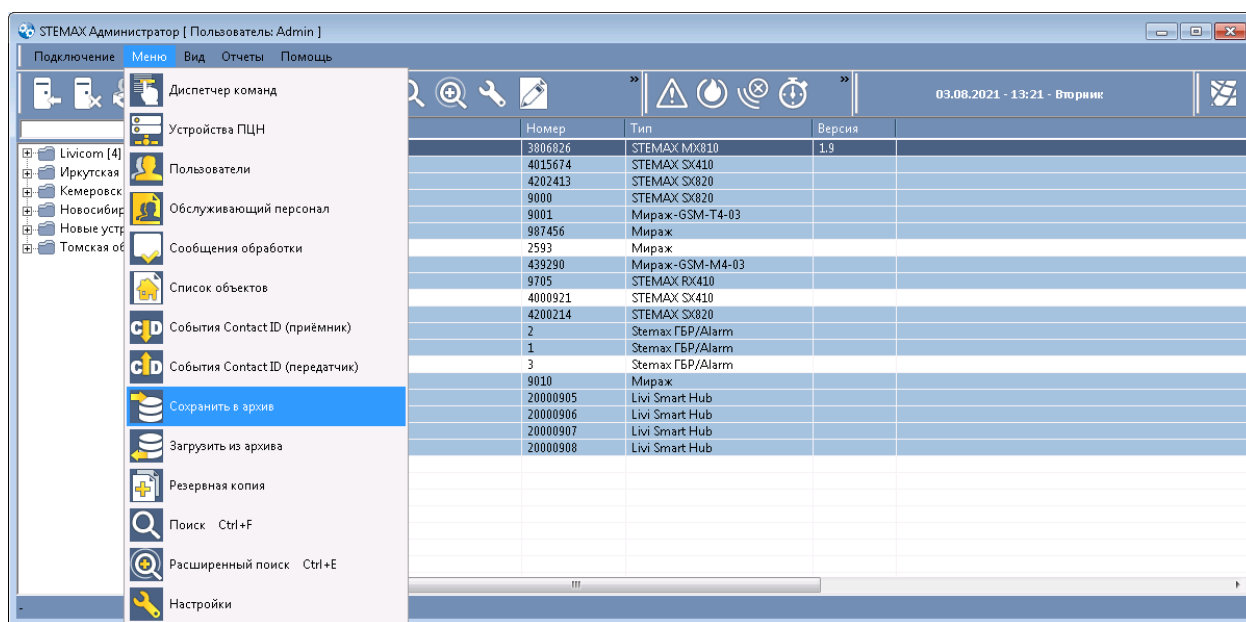 STEMAX Администратор [ Пользователь: Admin ]
Подключение Меню Вид Отчеты Помощь
03.08.2021 - 13:21 - Вторник
Диспетчер команд
Устройства ПЦН
Пользователи
Обслуживающий персонал
Сообщения обработки
Список объектов
События Contact ID (приёмник)
События Contact ID (передатчик)
Сохранить в архив
Загрузить из архива
Резервная копия
Поиск Ctrl+F
Расширенный поиск Ctrl+E
Настройки
Livicom [4]
Иркутская
Кемеровск
Новосибир
Новые устр
Томская об
Номер Тип Версия
3806826 STEMAX MX810 1.9
4015674 STEMAX SX410
4202413 STEMAX SX820
9000 STEMAX SX820
9001 Мираж-GSM-T4-03
987456 Мираж
2593 Мираж
439290 Мираж-GSM-M4-03
9705 STEMAX RX410
4000921 STEMAX SX410
4200214 STEMAX SX820
2 Stemax ГБР/Alarm
1 Stemax ГБР/Alarm
3 Stemax ГБР/Alarm
9010 Мираж
20000905 Livi Smart Hub
20000906 Livi Smart Hub
20000907 Livi Smart Hub
20000908 Livi Smart Hub